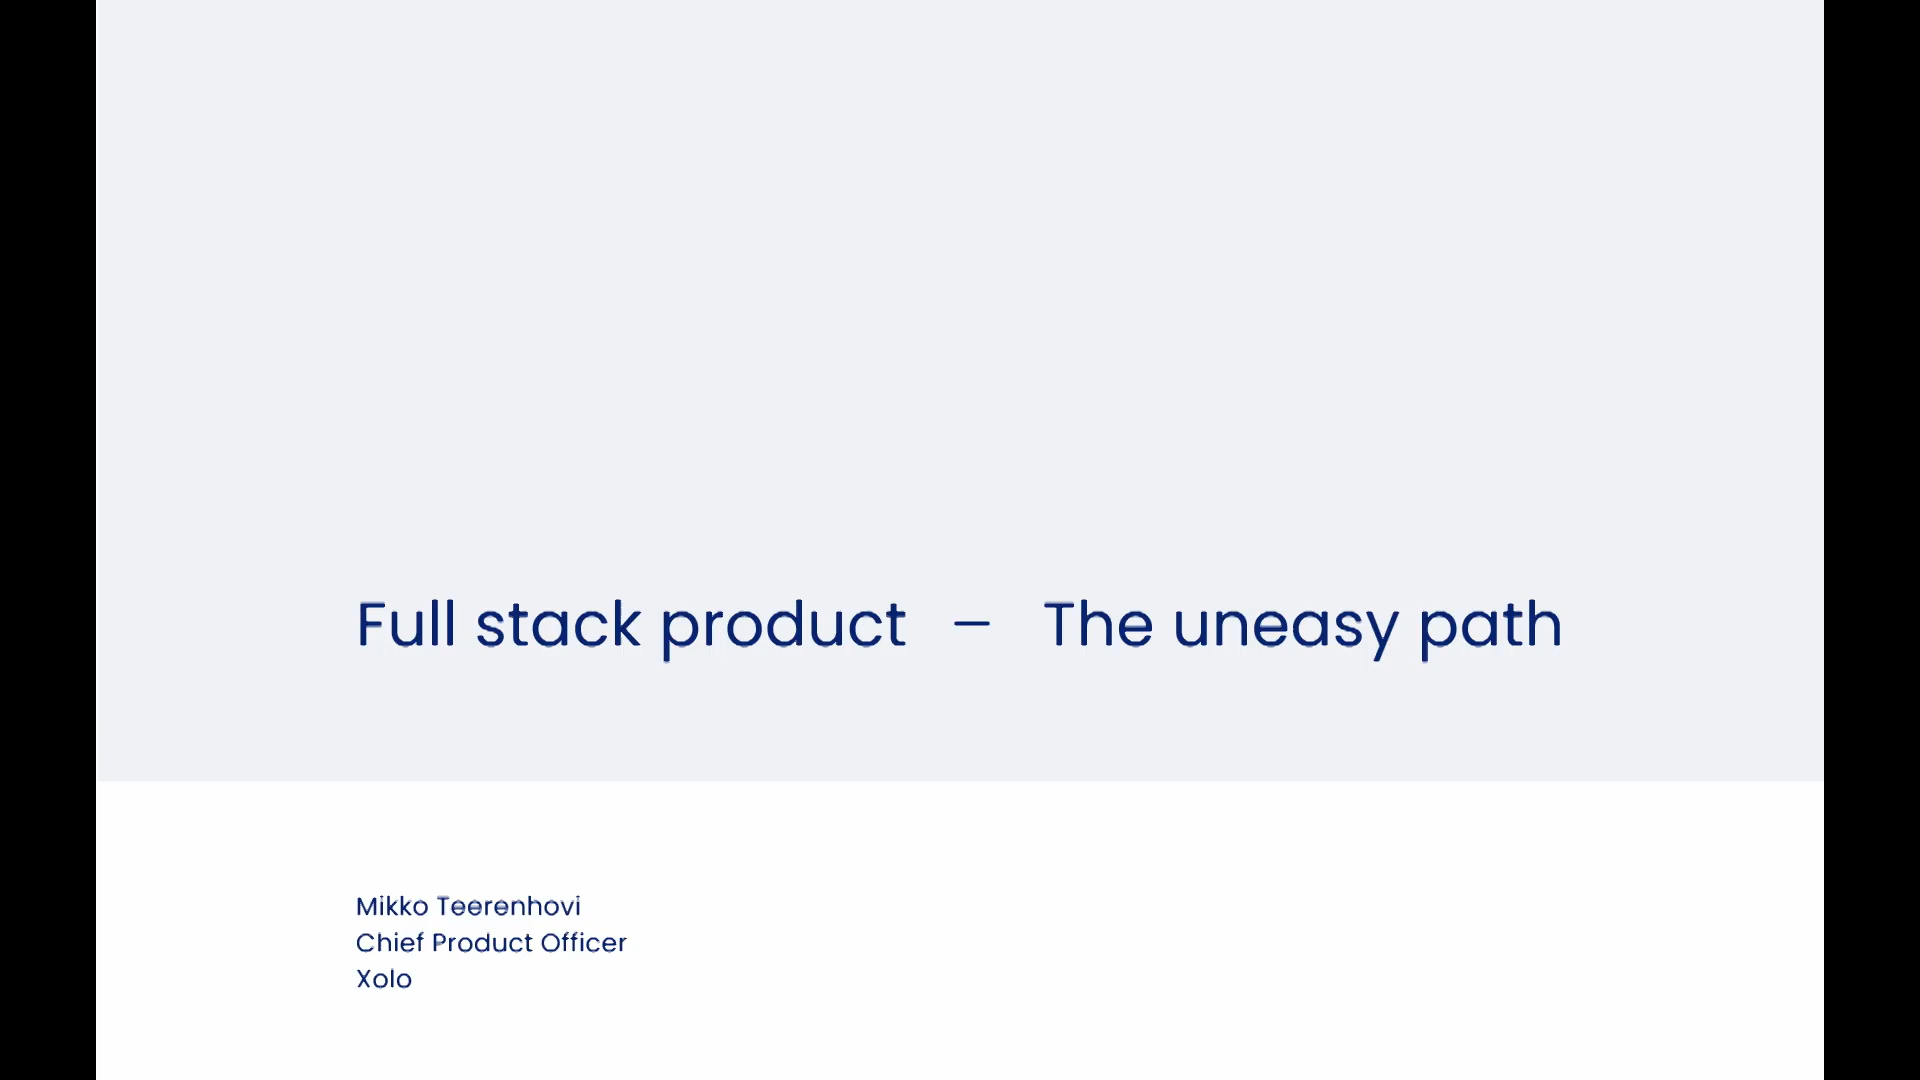 Full stack product – The uneasy path
Mikko Teerenhovi
Chief Product Officer
Xolo